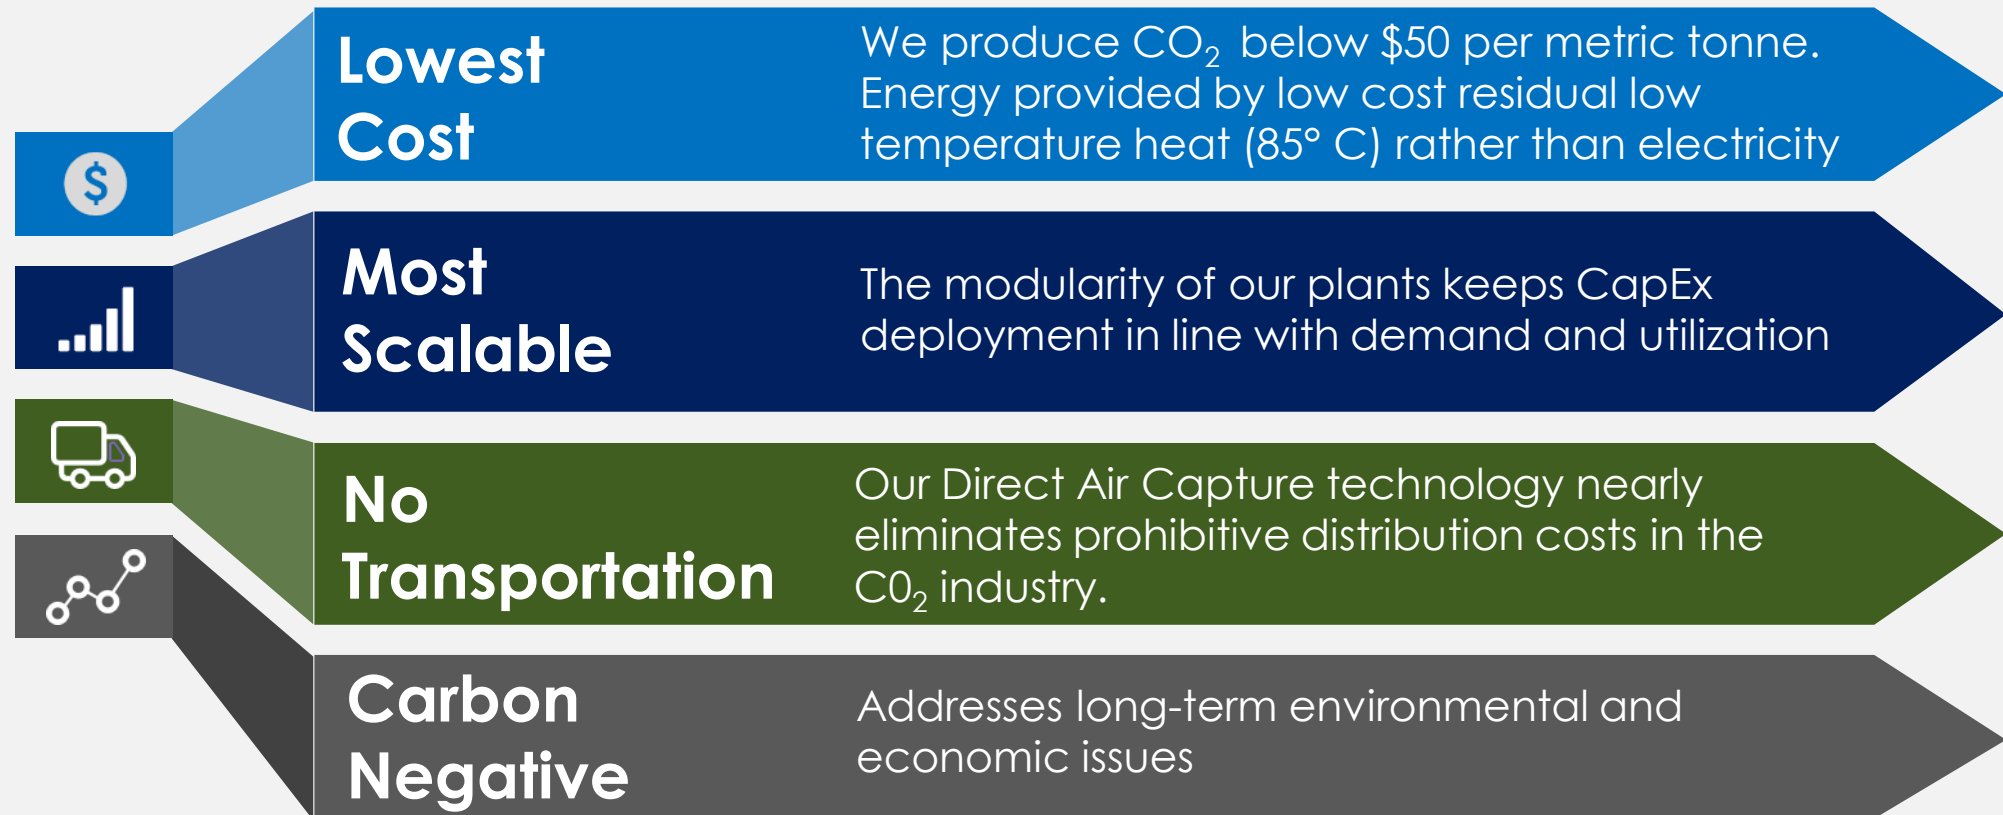 $
Lowest
Cost
We produce CO₂ below $50 per metric tonne.
Energy provided by low cost residual low
temperature heat (85° C) rather than electricity
Most
Scalable
The modularity of our plants keeps CapEx
deployment in line with demand and utilization
No
Transportation
Our Direct Air Capture technology nearly
eliminates prohibitive distribution costs in the
C0₂ industry.
Carbon
Negative
Addresses long-term environmental and
economic issues